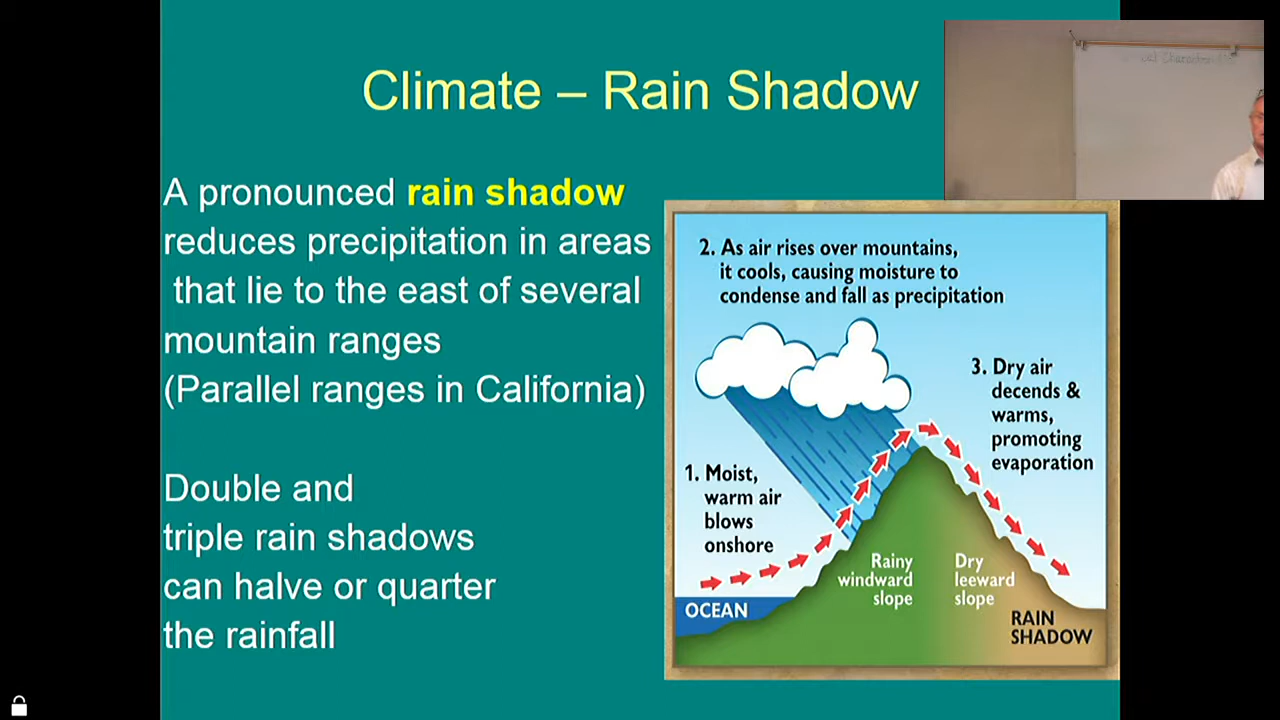 Climate – Rain Shadow
A pronounced rain shadow
reduces precipitation in areas
that lie to the east of several
mountain ranges
(Parallel ranges in California)
Double and
triple rain shadows
can halve or quarter
the rainfall
2. As air rises over mountains,
it cools, causing moisture to
condense and fall as precipitation
3. Dry air
decends &
warms,
promoting
evaporation
1. Moist,
warm air
blows
onshore
Rainy
windward
slope
Dry
leeward
slope
OCEAN
RAIN
SHADOW